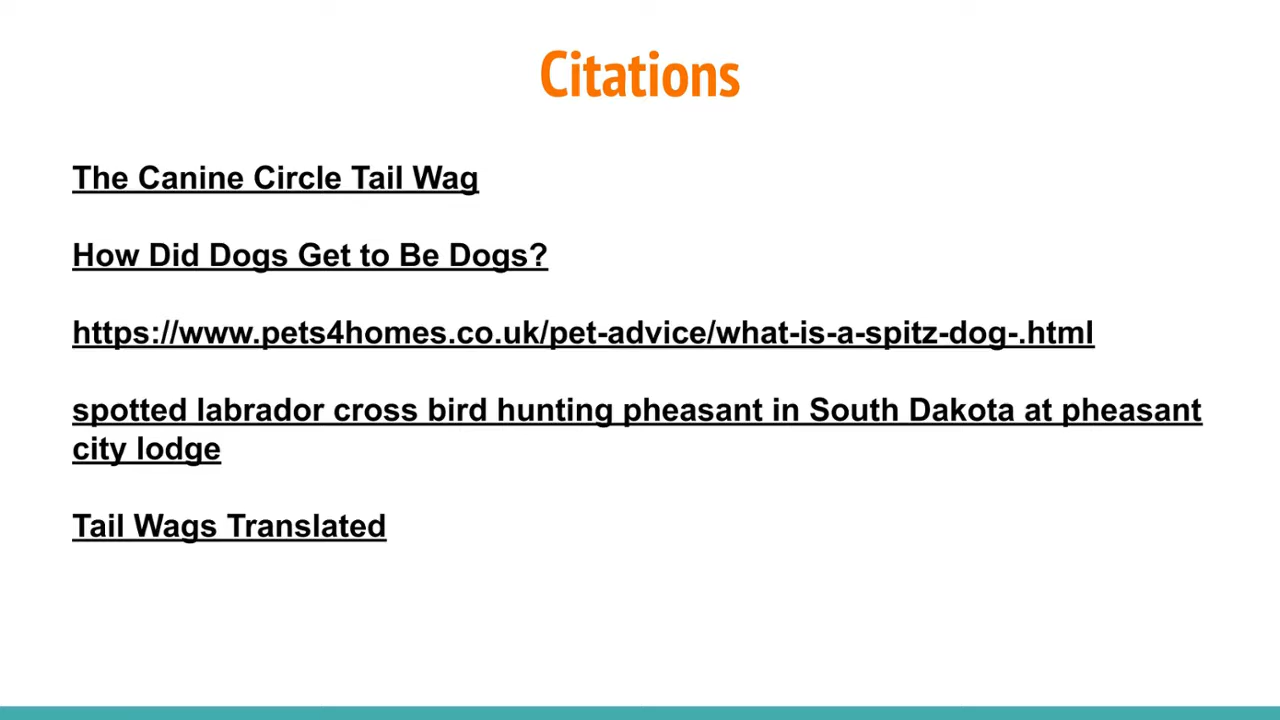 Citations
The Canine Circle Tail Wag
How Did Dogs Get to Be Dogs?
https://www.pets4homes.co.uk/pet-advice/what-is-a-spitz-dog-.html
spotted labrador cross bird hunting pheasant in South Dakota at pheasant
city lodge
Tail Wags Translated